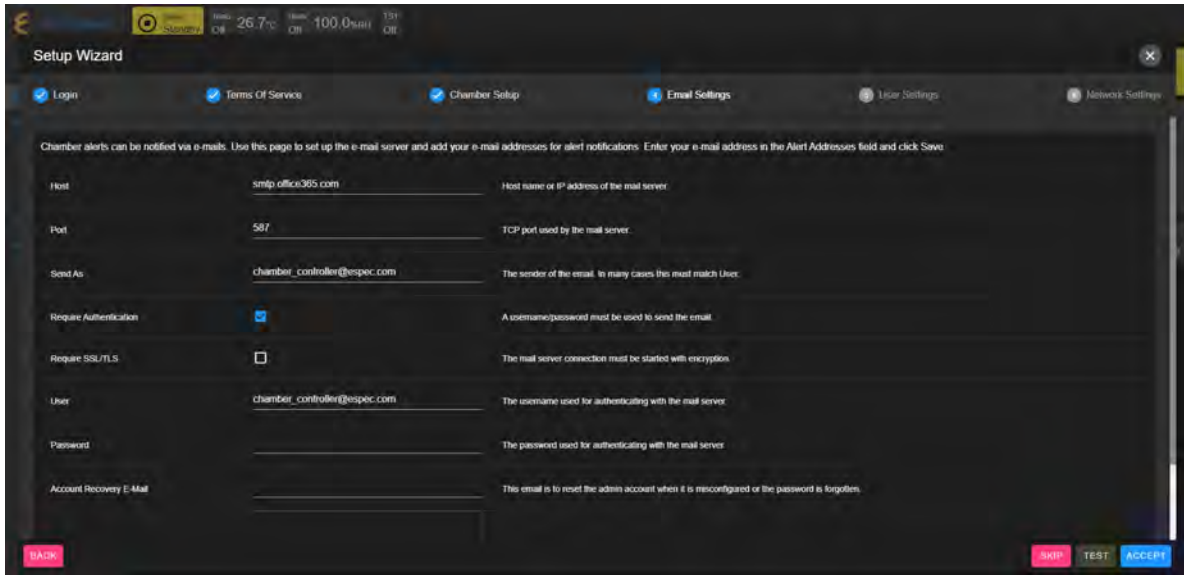 Standby
Off 26.7°C
Off 100.0%RH
TS1
Off
Setup Wizard
Login
Terms Of Service
Chamber Setup
4 Email Settings
User Settings
Network Settings
Chamber alerts can be notified via e-mails. Use this page to set up the e-mail server and add your e-mail addresses for alert notifications. Enter your e-mail address in the Alert Addresses field and click Save.
Host smtp.office365.com Host name or IP address of the mail server.
Port 587 TCP port used by the mail server.
Send As chamber_controller@espec.com The sender of the email. In many cases this must match User.
Require Authentication A username/password must be used to send the email.
Require SSL/TLS The mail server connection must be started with encryption.
User chamber_controller@espec.com The username used for authenticating with the mail server.
Password The password used for authenticating with the mail server.
Account Recovery E-Mail This email is to reset the admin account when it is misconfigured or the password is forgotten.
BACK
SKIP
TEST
ACCEPT